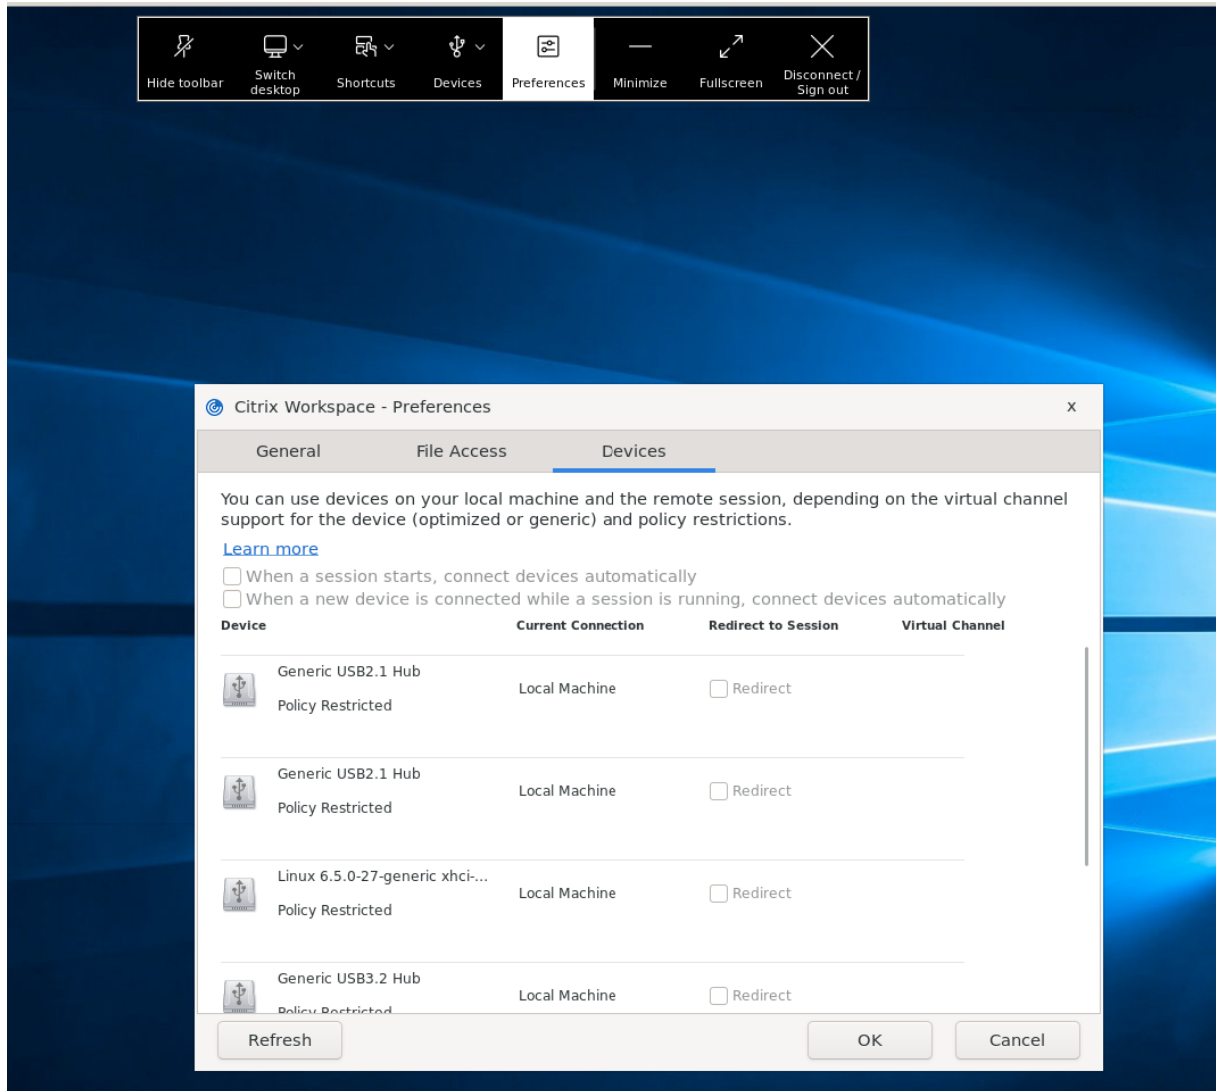 Hide toolbar
Switch
desktop
Shortcuts
Devices
Preferences
Minimize
Fullscreen
Disconnect /
Sign out
Citrix Workspace - Preferences
x
General File Access Devices
You can use devices on your local machine and the remote session, depending on the virtual channel
support for the device (optimized or generic) and policy restrictions.
Learn more
When a session starts, connect devices automatically
When a new device is connected while a session is running, connect devices automatically
Device Current Connection Redirect to Session Virtual Channel
Generic USB2.1 Hub
Local Machine Redirect
Policy Restricted
Generic USB2.1 Hub
Local Machine Redirect
Policy Restricted
Linux 6.5.0-27-generic xhci-...
Local Machine Redirect
Policy Restricted
Generic USB3.2 Hub
Local Machine Redirect
Policy Restricted
Refresh OK Cancel